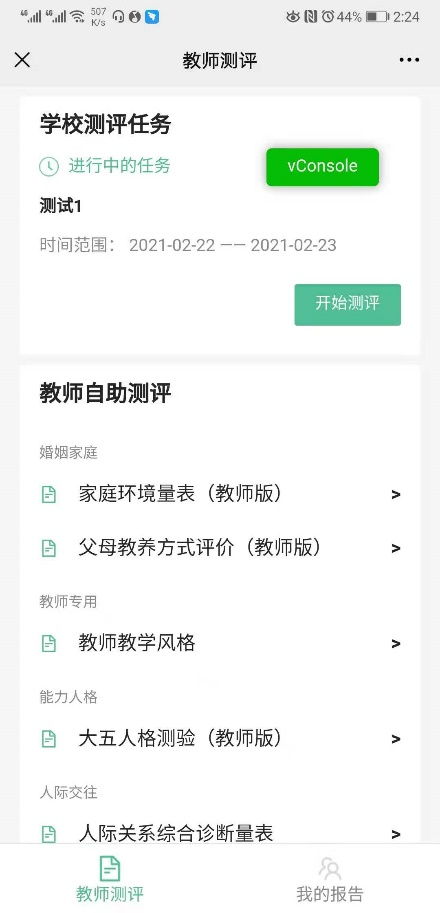 46 46 507 K/s 44% 2:24
教师测评
学校测评任务
进行中的任务
vConsole
测试1
时间范围： 2021-02-22 —— 2021-02-23
开始测评
教师自助测评
婚姻家庭
家庭环境量表（教师版） >
父母教养方式评价（教师版） >
教师专用
教师教学风格 >
能力人格
大五人格测验（教师版） >
人际交往
人际关系综合诊断量表 >
教师测评 我的报告